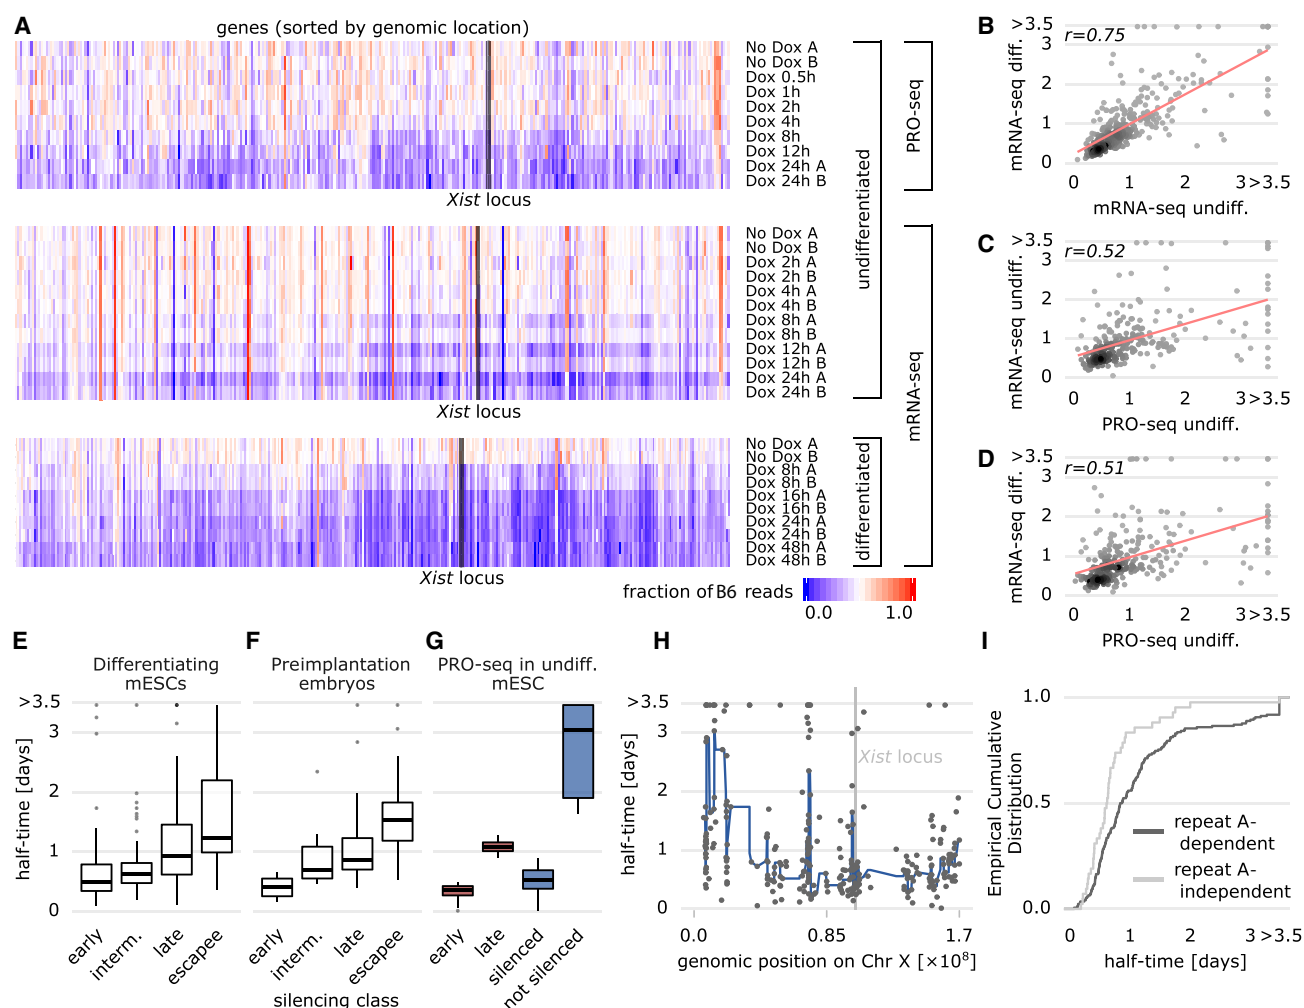 A
genes (sorted by genomic location)
No Dox A
No Dox B
Dox 0.5h
Dox 1h
Dox 2h
Dox 4h
Dox 8h
Dox 12h
Dox 24h A
Dox 24h B
Xist locus
PRO-seq
undifferentiated
No Dox A
No Dox B
Dox 2h A
Dox 2h B
Dox 4h A
Dox 4h B
Dox 8h A
Dox 8h B
Dox 12h A
Dox 12h B
Dox 24h A
Dox 24h B
Xist locus
mRNA-seq
No Dox A
No Dox B
Dox 8h A
Dox 8h B
Dox 16h A
Dox 16h B
Dox 24h A
Dox 24h B
Dox 48h A
Dox 48h B
Xist locus
differentiated
fraction of B6 reads
0.0 1.0
B
>3.5
3
2
1
0
r=0.75
mRNA-seq diff.
0 1 2 3 >3.5
mRNA-seq undiff.
C
>3.5
3
2
1
0
r=0.52
mRNA-seq undiff.
0 1 2 3 >3.5
PRO-seq undiff.
D
>3.5
3
2
1
0
r=0.51
mRNA-seq diff.
0 1 2 3 >3.5
PRO-seq undiff.
E
Differentiating
mESCs
>3.5
3
2
1
0
half-time [days]
early
interm.
late
escapee
F
Preimplantation
embryos
early
interm.
late
escapee
silencing class
G
PRO-seq in undiff.
mESC
early
late
silenced
not silenced
H
>3.5
3
2
1
0
half-time [days]
Xist locus
0.0 0.85 1.7
genomic position on Chr X [×10⁸]
I
1.0
0.5
0.0
Empirical Cumulative
Distribution
repeat A-
dependent
repeat A-
independent
0 1 2 3 >3.5
half-time [days]